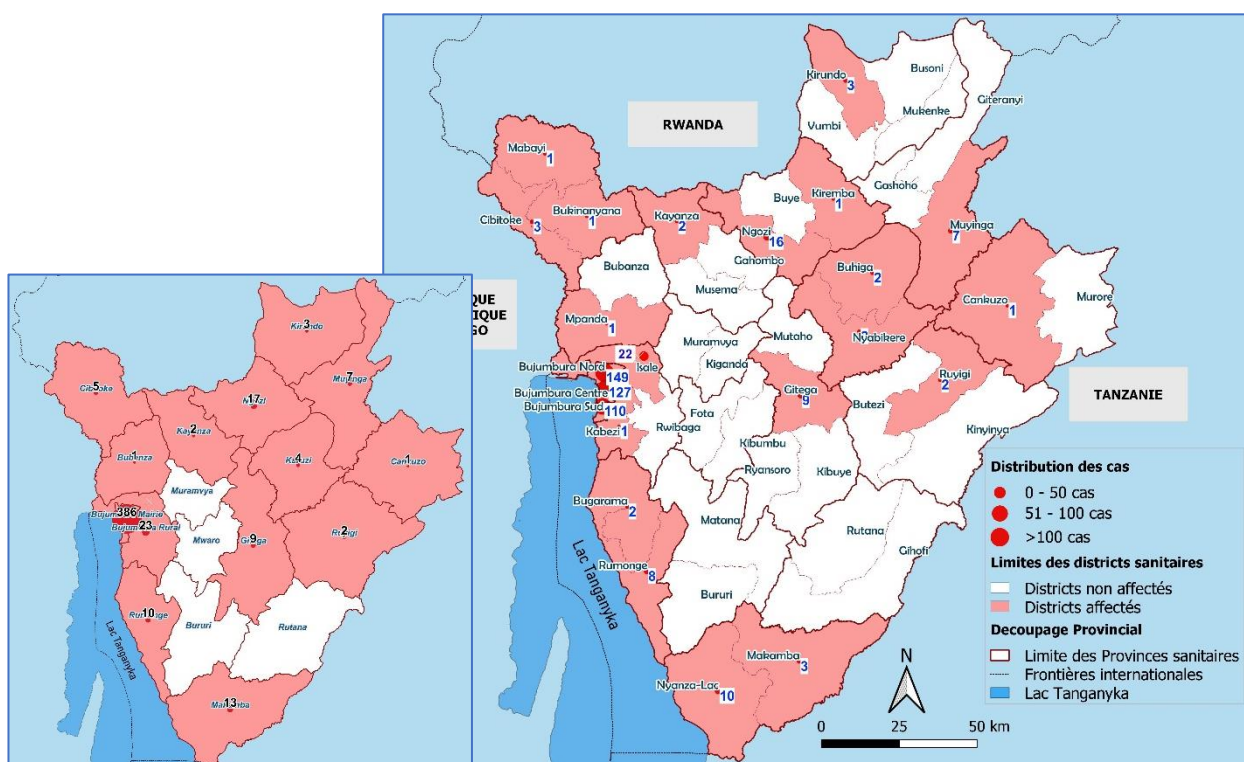 Kirundo
3
Busoni
Mukenke
Giteranyi
Vumbi
RWANDA
Mabayi
1
Cibitoke
3
Bukinanyana
1
Kayanza
2
Buye
Kiremba
1
Gashoho
Muyinga
7
Ngozi
16
Gahombo
Bubanza
Musema
Buhiga
2
Cankuzo
1
Murore
Mpanda
1
Muramvya
Kiganda
Mutaho
Nyabikere
22
Isale
Bujumbura Nord
149
Bujumbura Centre
127
Bujumbura Sud
110
Kabezi
1
Gitega
9
Ruyigi
2
Butezi
Kinyinya
TANZANIE
Fota
Rwibaga
Kibumbu
Ryansoro
Kibuye
Bugarama
2
Matana
Rutana
Gihofi
Rumonge
8
Bururi
Lac Tanganyka
Makamba
3
Nyanza-Lac
10
N
0 25 50 km
Distribution des cas
0 - 50 cas
51 - 100 cas
>100 cas
Limites des districts sanitaires
Districts non affectés
Districts affectés
Decoupage Provincial
Limite des Provinces sanitaires
Frontières internationales
Lac Tanganyka
QUE
IQUE
GO
3
7
5
17
2
1
4
1
Cankuzo
Muramvya
386
23
Mwaro
9
2
10
Bururi
Rutana
Lac Tanganyka
13